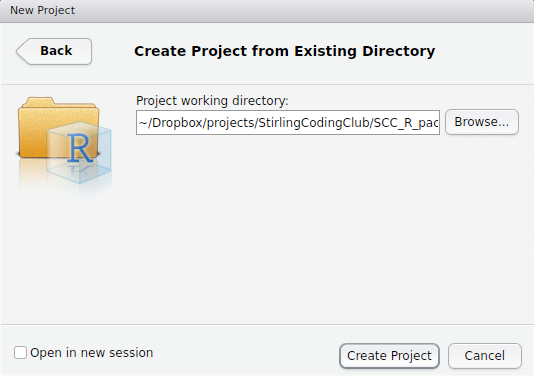 New Project
Back
Create Project from Existing Directory
Project working directory:
~/Dropbox/projects/StirlingCodingClub/SCC_R_pac
Browse...
R
Open in new session
Create Project
Cancel